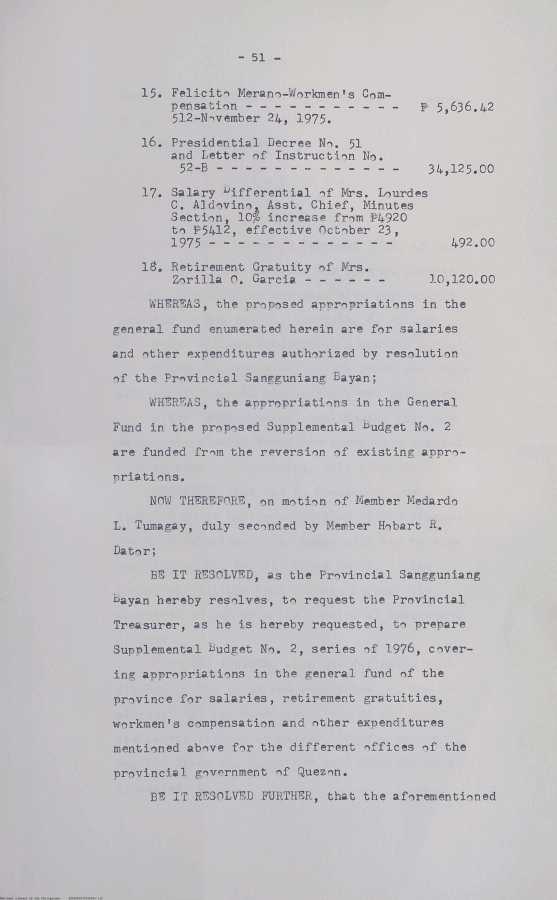 - 51 -
15. Felicito Merano-Workmen's Com-
pensation - - - - - - - - - - - ₱ 5,636.42
512-November 24, 1975.
16. Presidential Decree No. 51
and Letter of Instruction No.
52-B - - - - - - - - - - - - - 34,125.00
17. Salary Differential of Mrs. Lourdes
C. Aldovino, Asst. Chief, Minutes
Section, 10% increase from ₱4920
to ₱5412, effective October 23,
1975 - - - - - - - - - - - - - 492.00
18. Retirement Gratuity of Mrs.
Zorilla O. Garcia - - - - - - 10,120.00
WHEREAS, the proposed appropriations in the
general fund enumerated herein are for salaries
and other expenditures authorized by resolution
of the Provincial Sangguniang Bayan;
WHEREAS, the appropriations in the General
Fund in the proposed Supplemental Budget No. 2
are funded from the reversion of existing appro-
priations.
NOW THEREFORE, on motion of Member Medardo
L. Tumagay, duly seconded by Member Hobart R.
Dator;
BE IT RESOLVED, as the Provincial Sangguniang
Bayan hereby resolves, to request the Provincial
Treasurer, as he is hereby requested, to prepare
Supplemental Budget No. 2, series of 1976, cover-
ing appropriations in the general fund of the
province for salaries, retirement gratuities,
workmen's compensation and other expenditures
mentioned above for the different offices of the
provincial government of Quezon.
BE IT RESOLVED FURTHER, that the aforementioned